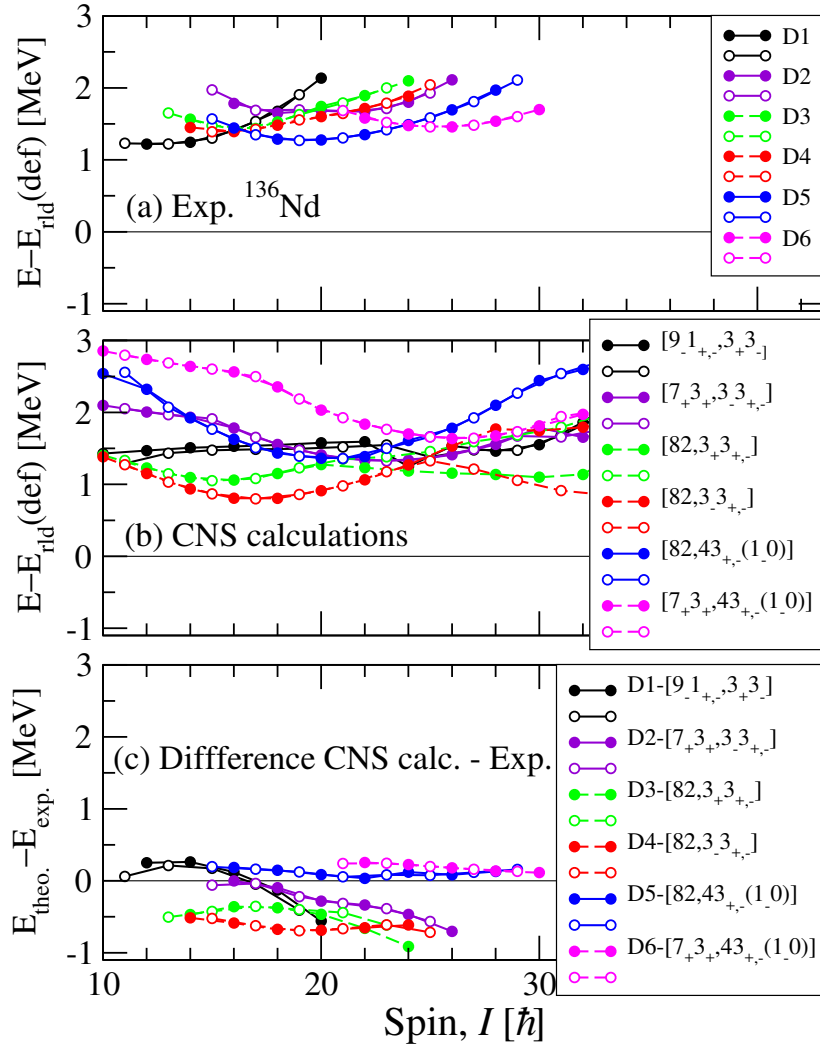 3
2
1
0
-1
E−E_rld(def) [MeV]
(a) Exp. ¹³⁶Nd
D1
D2
D3
D4
D5
D6
3
2
1
0
-1
E−E_rld(def) [MeV]
(b) CNS calculations
[9_-1_+,-,3_+3_-]
[7_+3_+,3_-3_+,-]
[82,3_+3_+,-]
[82,3_-3_+,-]
[82,43_+,-(1_-0)]
[7_+3_+,43_+,-(1_-0)]
3
2
1
0
-1
E_theo.−E_exp. [MeV]
(c) Diffference CNS calc. - Exp.
D1-[9_-1_+,-,3_+3_-]
D2-[7_+3_+,3_-3_+,-]
D3-[82,3_+3_+,-]
D4-[82,3_-3_+,-]
D5-[82,43_+,-(1_-0)]
D6-[7_+3_+,43_+,-(1_-0)]
10 20 30
Spin, I [ℏ]